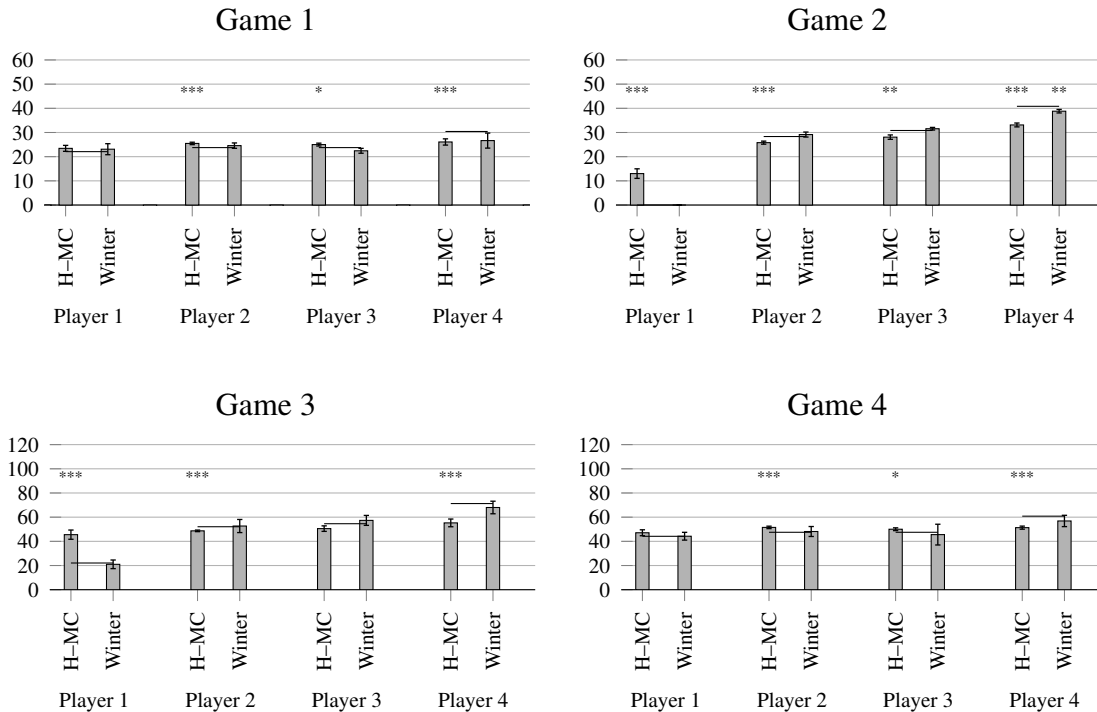 Game 1
60
50
40
30
20
10
0
*** * ***
H–MC Winter H–MC Winter H–MC Winter H–MC Winter
Player 1 Player 2 Player 3 Player 4
Game 2
60
50
40
30
20
10
0
*** *** ** *** **
H–MC Winter H–MC Winter H–MC Winter H–MC Winter
Player 1 Player 2 Player 3 Player 4
Game 3
120
100
80
60
40
20
0
*** *** ***
H–MC Winter H–MC Winter H–MC Winter H–MC Winter
Player 1 Player 2 Player 3 Player 4
Game 4
120
100
80
60
40
20
0
*** * ***
H–MC Winter H–MC Winter H–MC Winter H–MC Winter
Player 1 Player 2 Player 3 Player 4